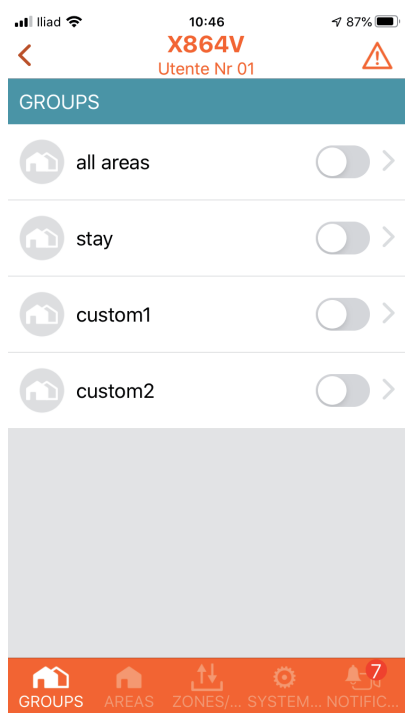 Iliad 10:46 87%
X864V
Utente Nr 01
GROUPS
all areas
stay
custom1
custom2
7
GROUPS AREAS ZONES/... SYSTEM... NOTIFIC...